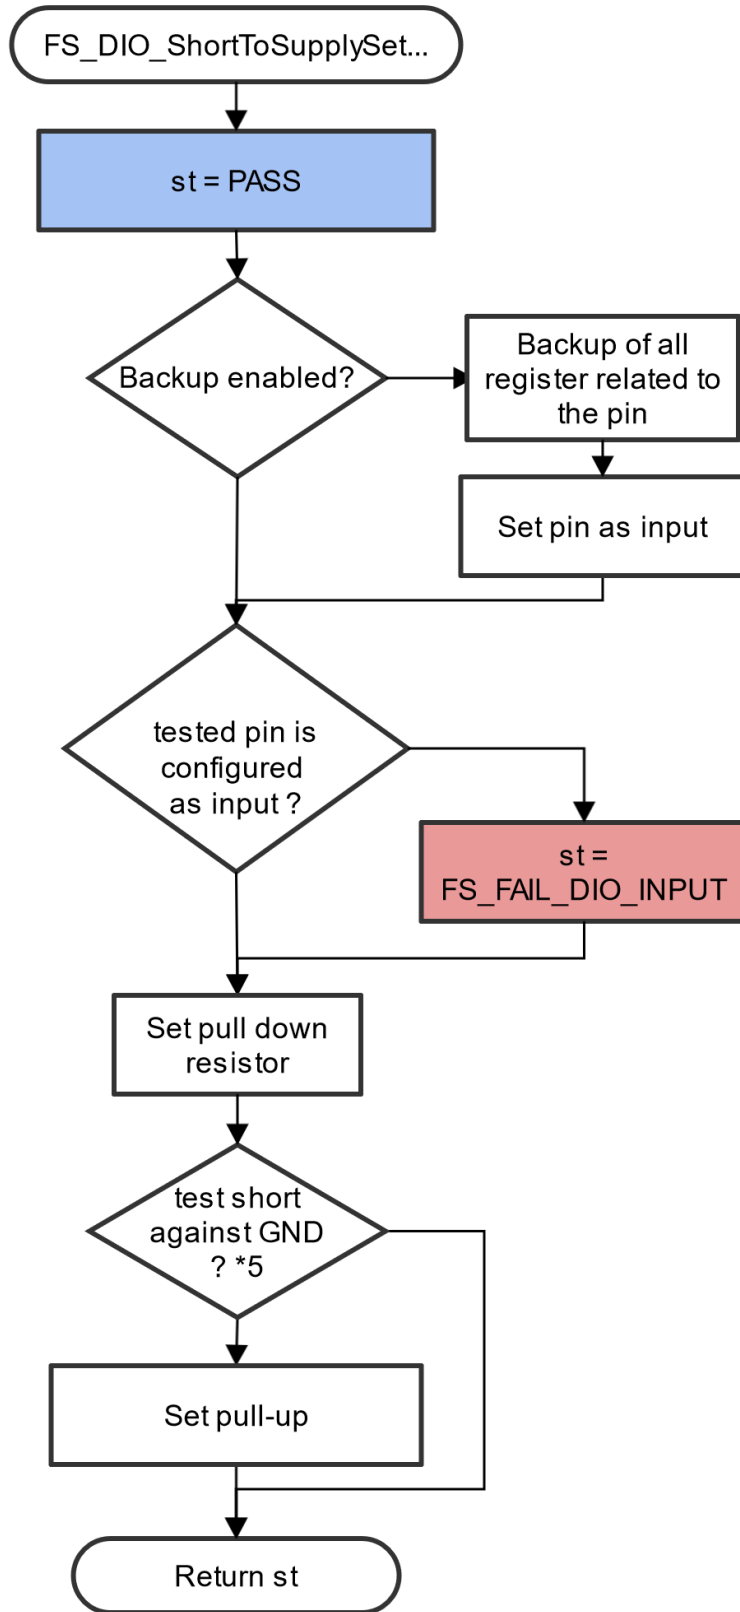 FS_DIO_ShortToSupplySet...
st = PASS
Backup enabled?
Backup of all
register related to
the pin
Set pin as input
tested pin is
configured
as input ?
st =
FS_FAIL_DIO_INPUT
Set pull down
resistor
test short
against GND
? *5
Set pull-up
Return st